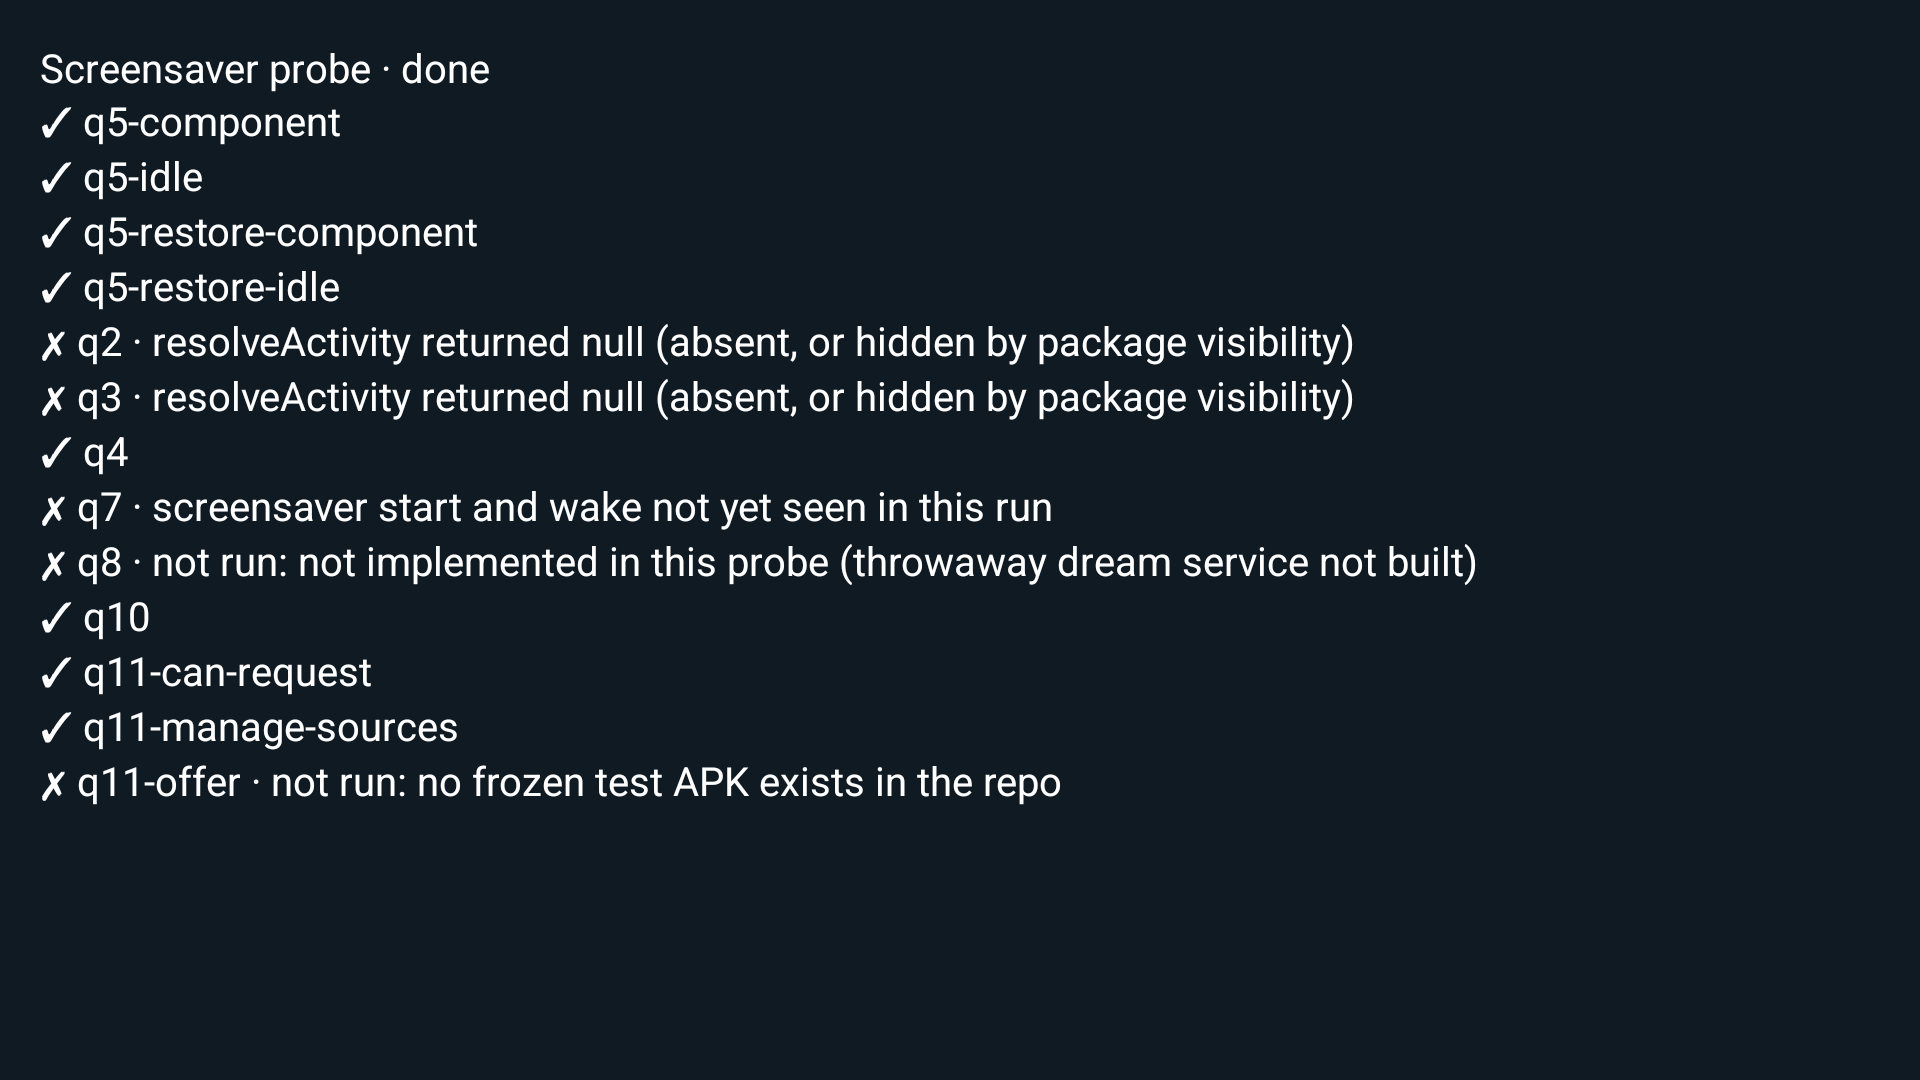 Screensaver probe · done
✓ q5-component
✓ q5-idle
✓ q5-restore-component
✓ q5-restore-idle
✗ q2 · resolveActivity returned null (absent, or hidden by package visibility)
✗ q3 · resolveActivity returned null (absent, or hidden by package visibility)
✓ q4
✗ q7 · screensaver start and wake not yet seen in this run
✗ q8 · not run: not implemented in this probe (throwaway dream service not built)
✓ q10
✓ q11-can-request
✓ q11-manage-sources
✗ q11-offer · not run: no frozen test APK exists in the repo